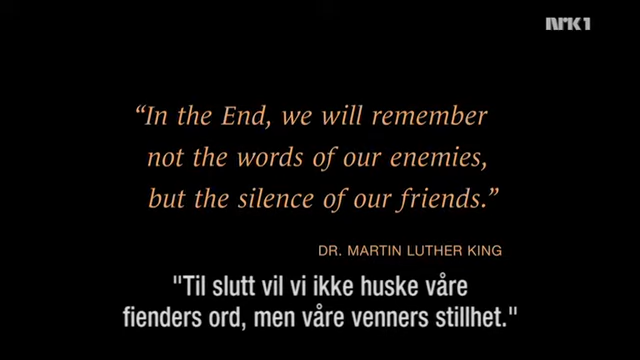 NRK1
“In the End, we will remember
not the words of our enemies,
but the silence of our friends.”
DR. MARTIN LUTHER KING
"Til slutt vil vi ikke huske våre
fienders ord, men våre venners stillhet."